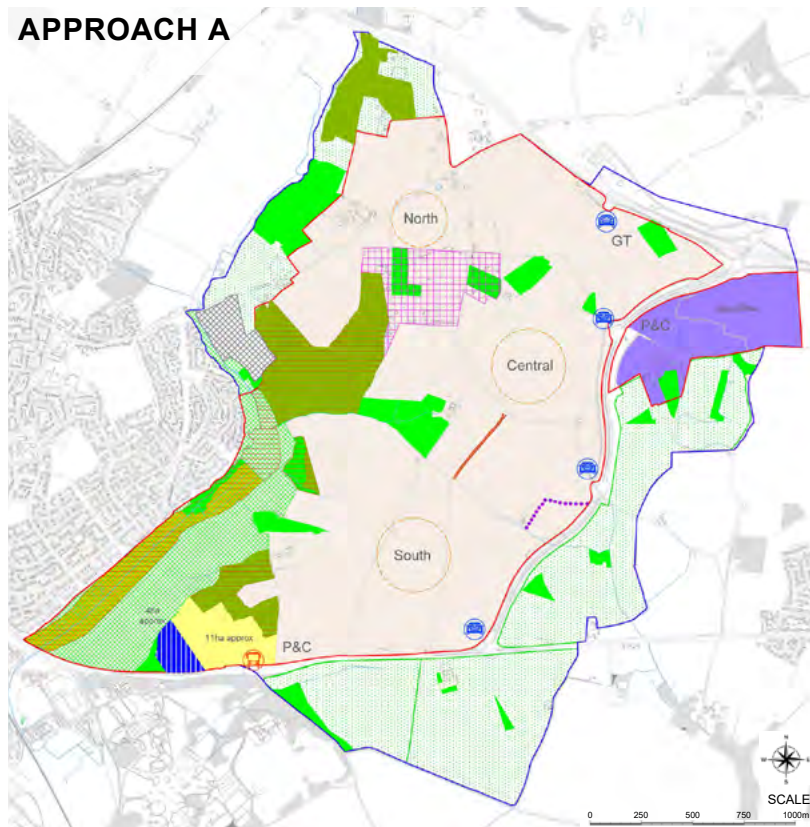 APPROACH A
North
GT
P&C
Central
South
4ha
approx
11ha approx
P&C
N
W
E
S
SCALE
0 250 500 750 1000m